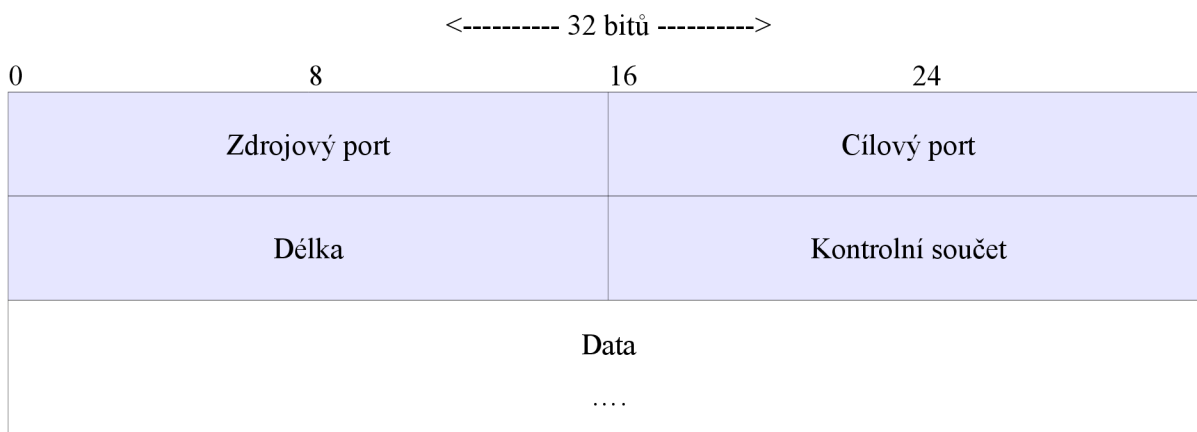 <---------- 32 bitů ---------->
0 8 16 24
Zdrojový port Cílový port
Délka Kontrolní součet
Data
....